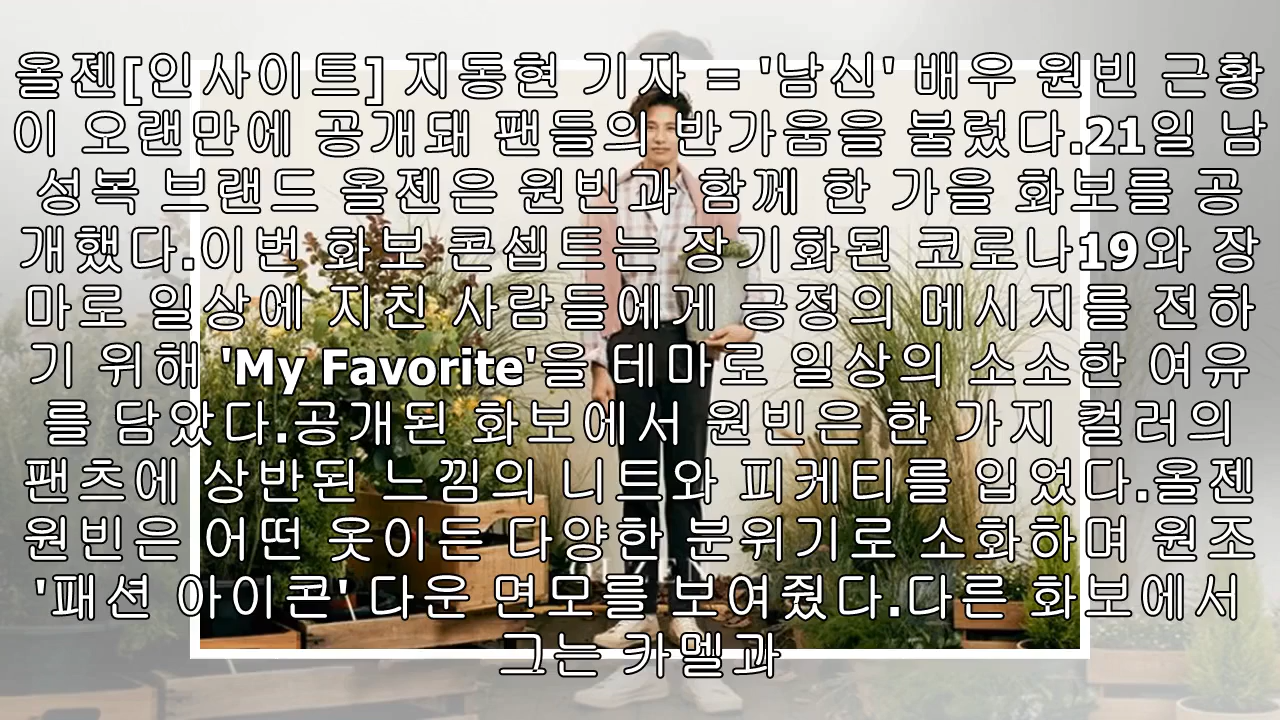 올젠[인사이트] 지동현 기자 = '남신' 배우 원빈 근황
이 오랜만에 공개돼 팬들의 반가움을 불렀다.21일 남
성복 브랜드 올젠은 원빈과 함께 한 가을 화보를 공
개했다.이번 화보 콘셉트는 장기화된 코로나19와 장
마로 일상에 지친 사람들에게 긍정의 메시지를 전하
기 위해 'My Favorite'을 테마로 일상의 소소한 여유
를 담았다.공개된 화보에서 원빈은 한 가지 컬러의
팬츠에 상반된 느낌의 니트와 피케티를 입었다.올젠
원빈은 어떤 옷이든 다양한 분위기로 소화하며 원조
'패션 아이콘' 다운 면모를 보여줬다.다른 화보에서
그는 카멜과